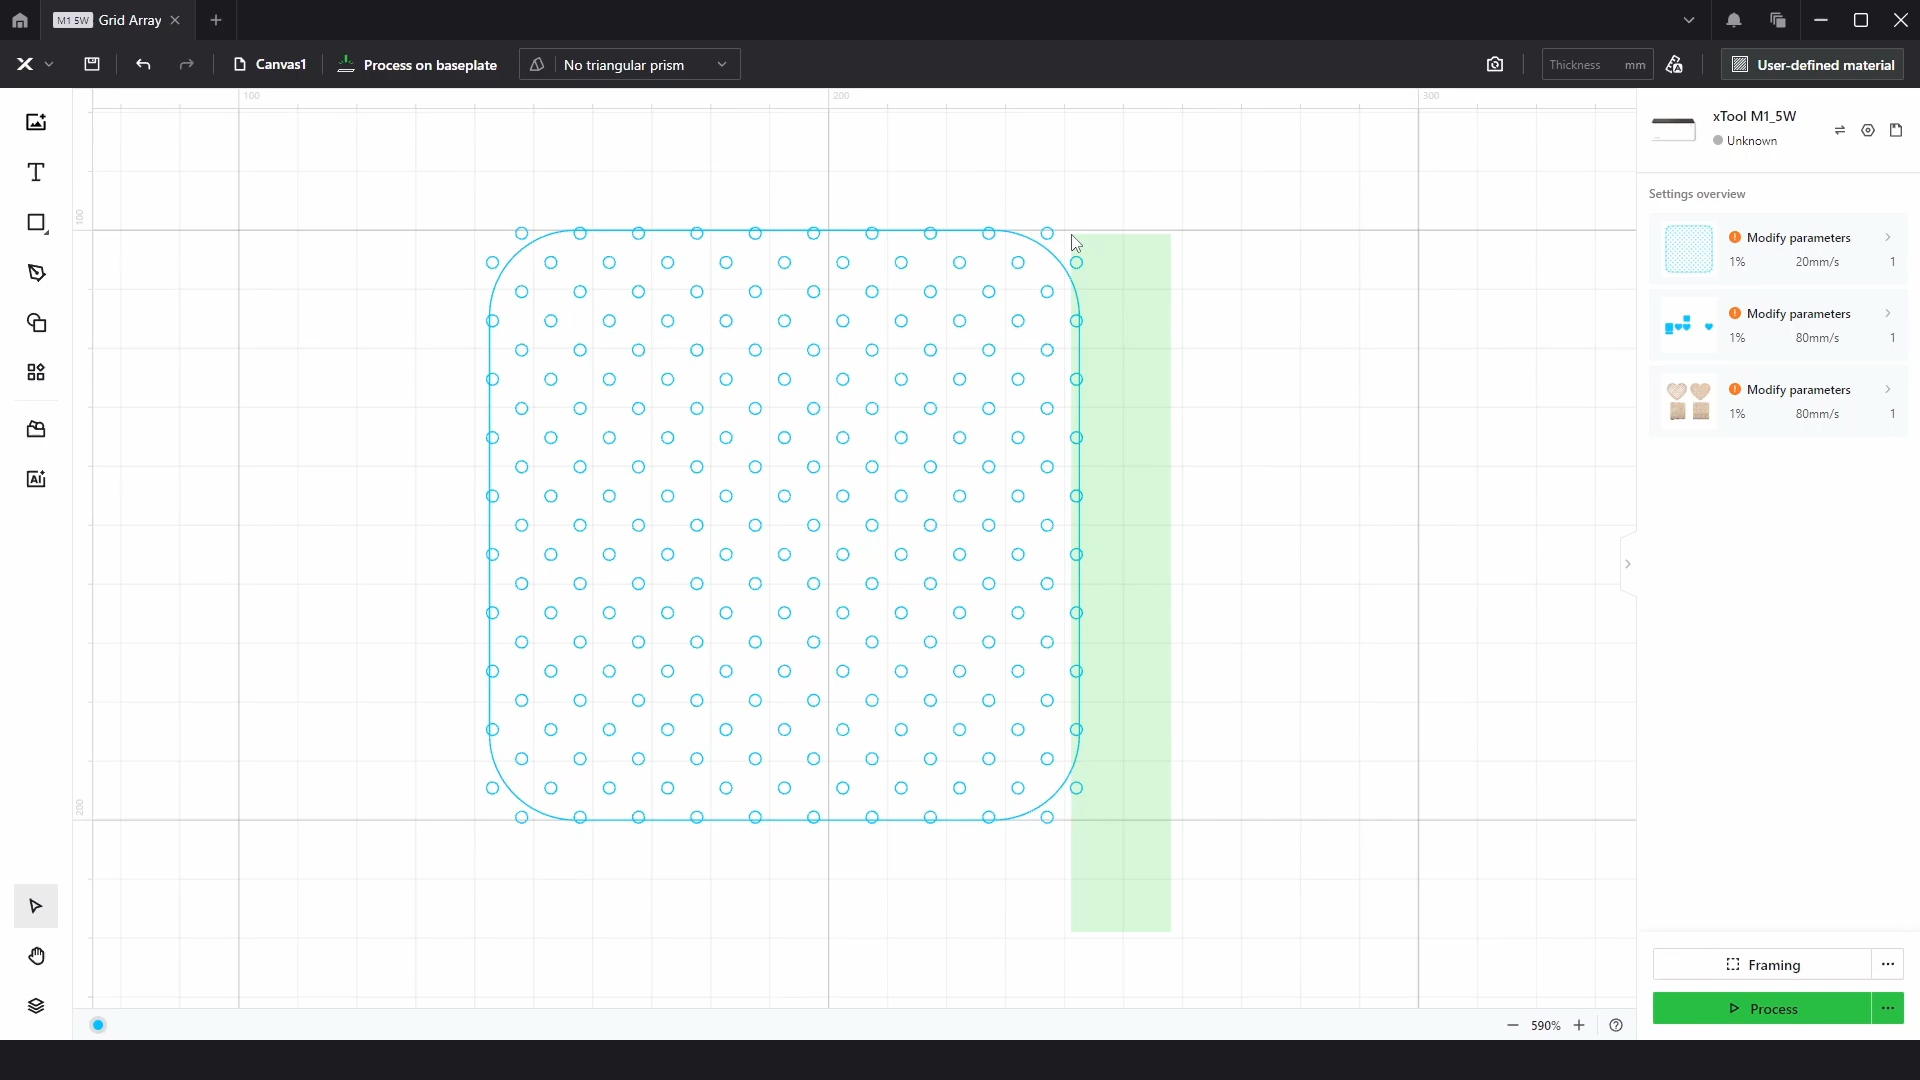 M1 5W Grid Array
Canvas1
Process on baseplate
No triangular prism
Thickness mm
User-defined material
100 200 300
100
200
xTool M1_5W
Unknown
Settings overview
Modify parameters
1% 20mm/s 1
Modify parameters
1% 80mm/s 1
Modify parameters
1% 80mm/s 1
AI
Framing
Process
590%